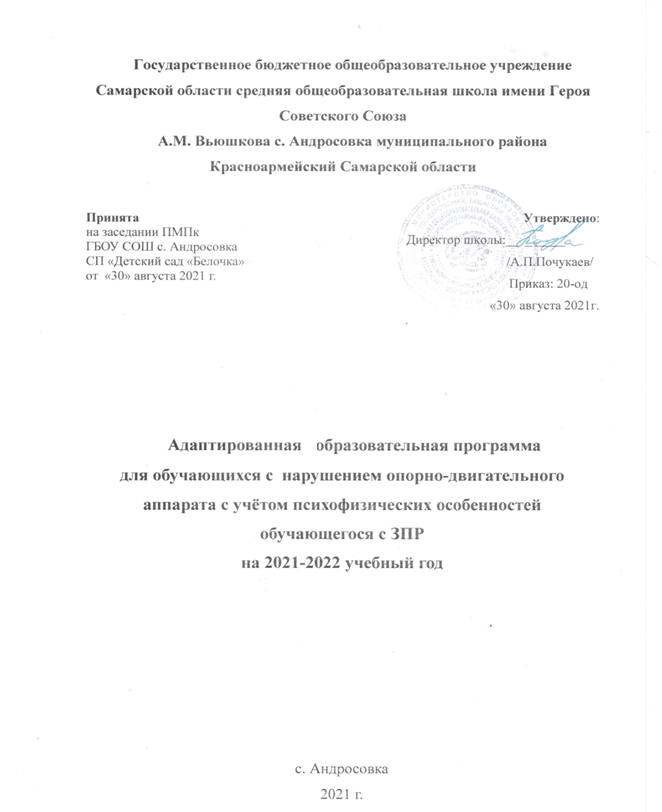 Государственное бюджетное общеобразовательное учреждение
Самарской области средняя общеобразовательная школа имени Героя
Советского Союза
А.М. Вьюшкова с. Андросовка муниципального района
Красноармейский Самарской области
Принята
на заседании ПМПк
ГБОУ СОШ с. Андросовка
СП «Детский сад «Белочка»
от «30» августа 2021 г.
Утверждено:
Директор школы:
/А.П.Почукаев/
Приказ: 20-од
«30» августа 2021г.
Адаптированная образовательная программа
для обучающихся с нарушением опорно-двигательного
аппарата с учётом психофизических особенностей
обучающегося с ЗПР
на 2021-2022 учебный год
с. Андросовка
2021 г.